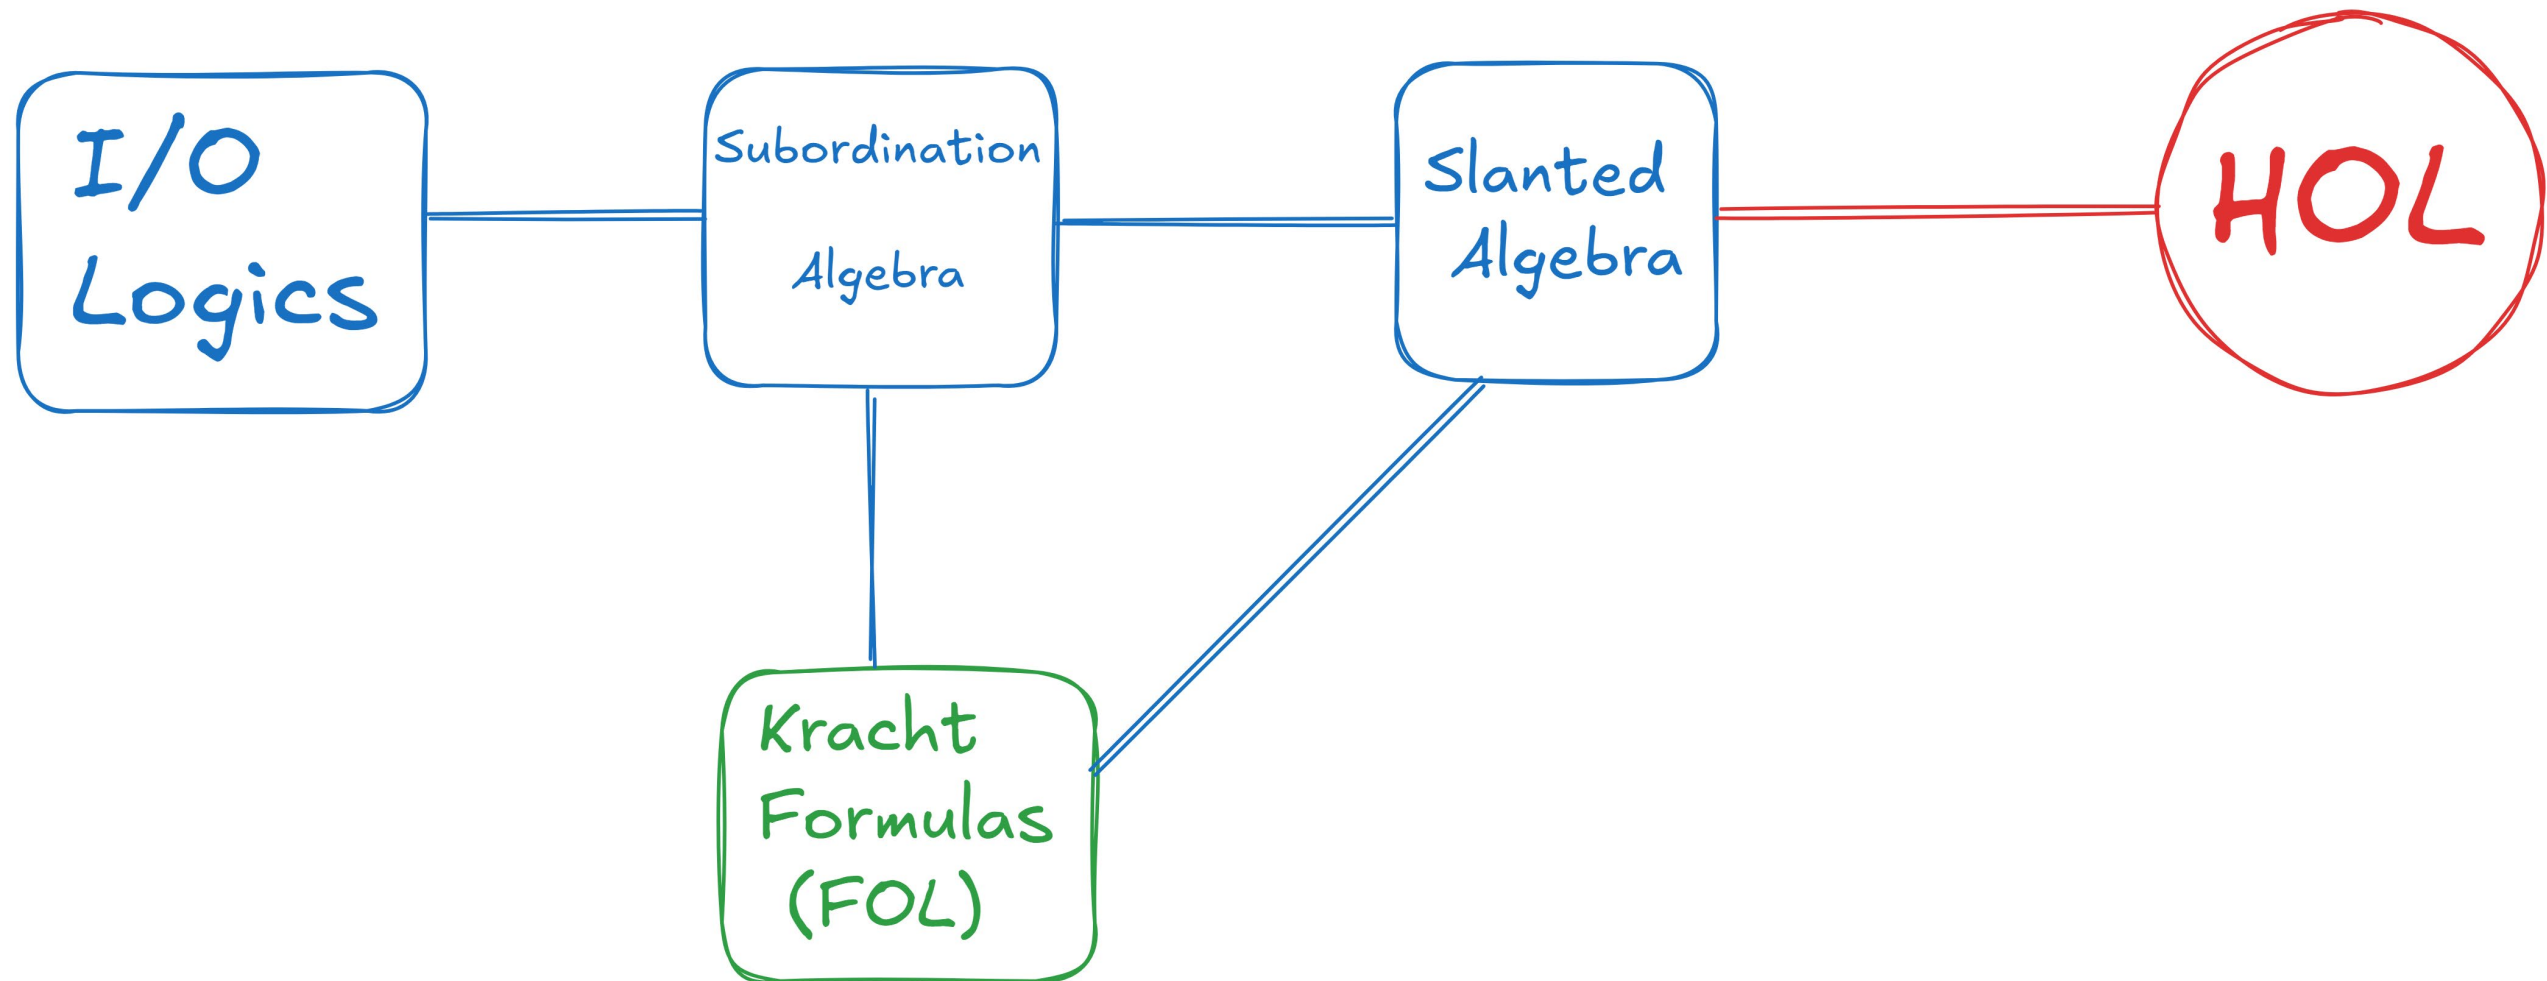 I/O
Logics
Subordination
Algebra
Slanted
Algebra
HOL
Kracht
Formulas
(FOL)